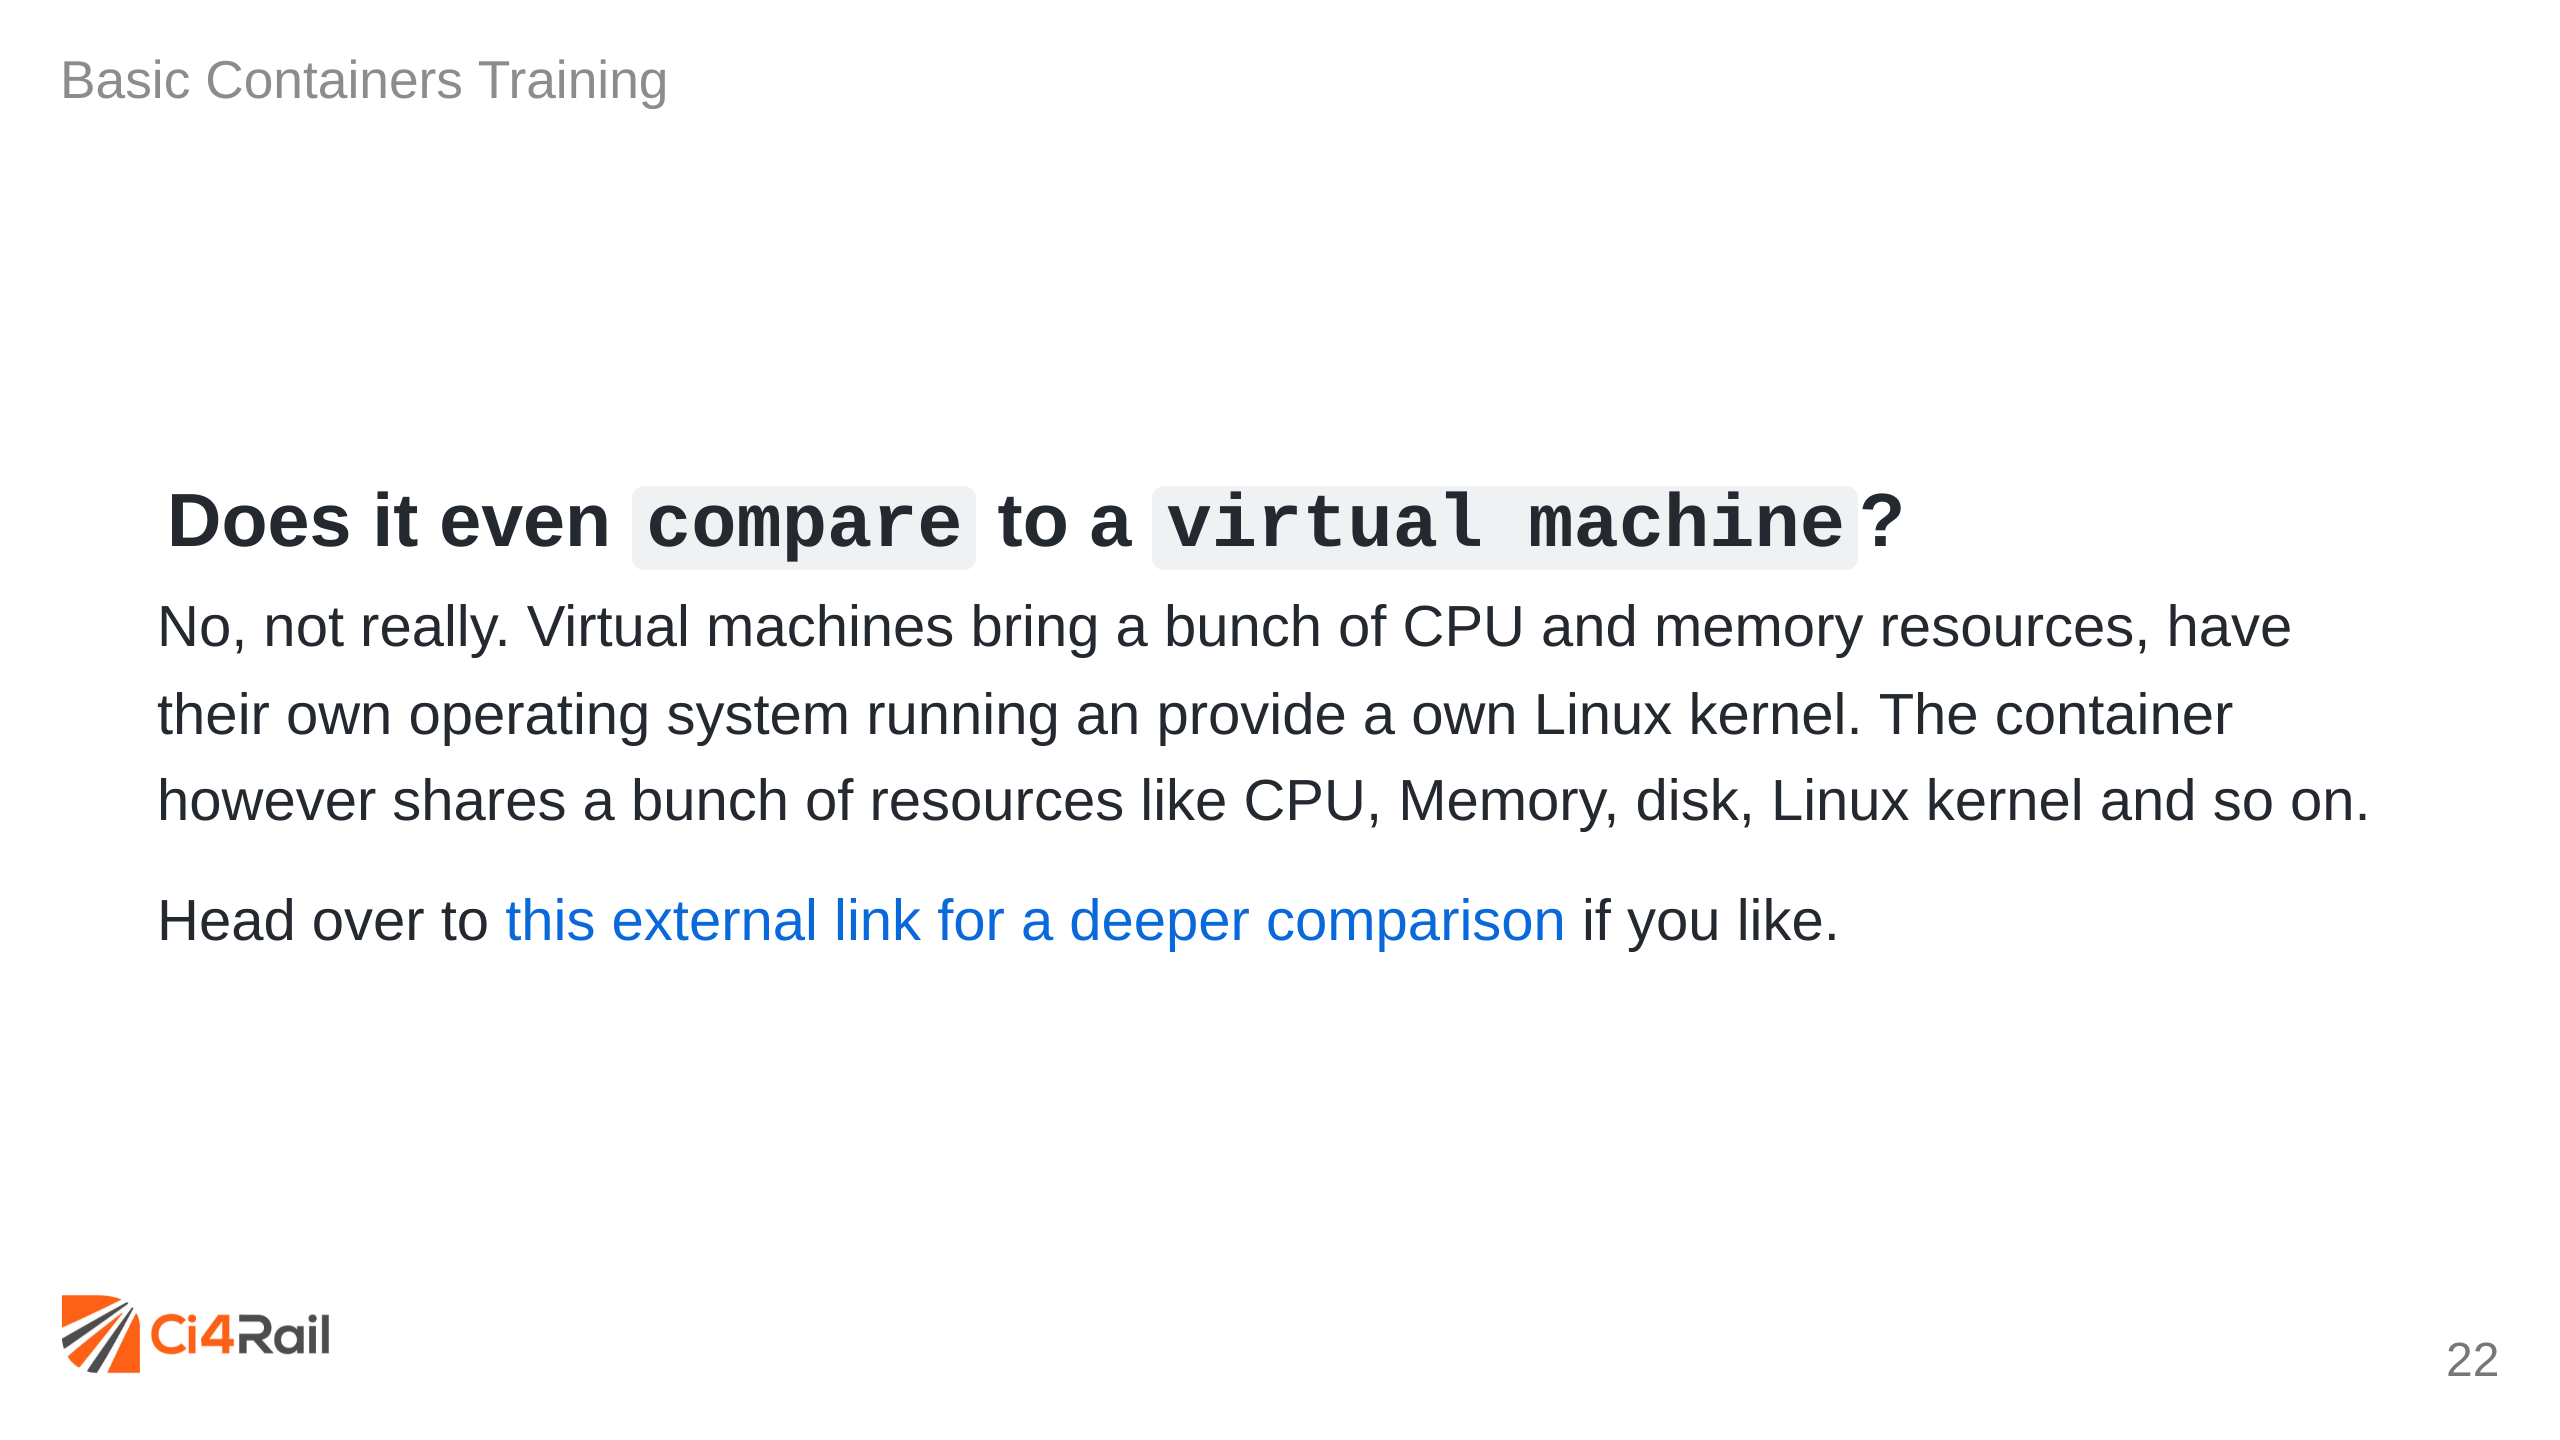 Basic Containers Training
Does it even compare to a virtual machine?
No, not really. Virtual machines bring a bunch of CPU and memory resources, have
their own operating system running an provide a own Linux kernel. The container
however shares a bunch of resources like CPU, Memory, disk, Linux kernel and so on.
Head over to this external link for a deeper comparison if you like.
Ci4Rail
22